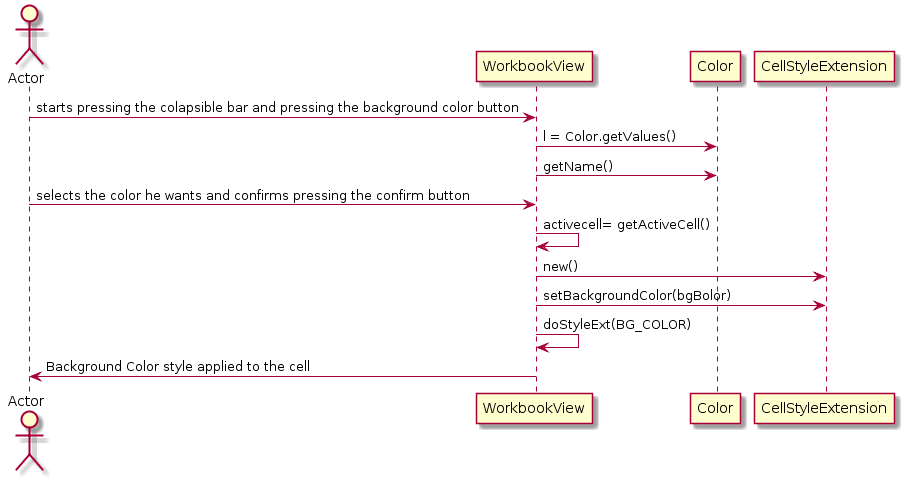 WorkbookView
Color
CellStyleExtension
Actor
starts pressing the colapsible bar and pressing the background color button
l = Color.getValues()
getName()
selects the color he wants and confirms pressing the confirm button
activecell= getActiveCell()
new()
setBackgroundColor(bgBolor)
doStyleExt(BG_COLOR)
Background Color style applied to the cell
Actor
WorkbookView
Color
CellStyleExtension